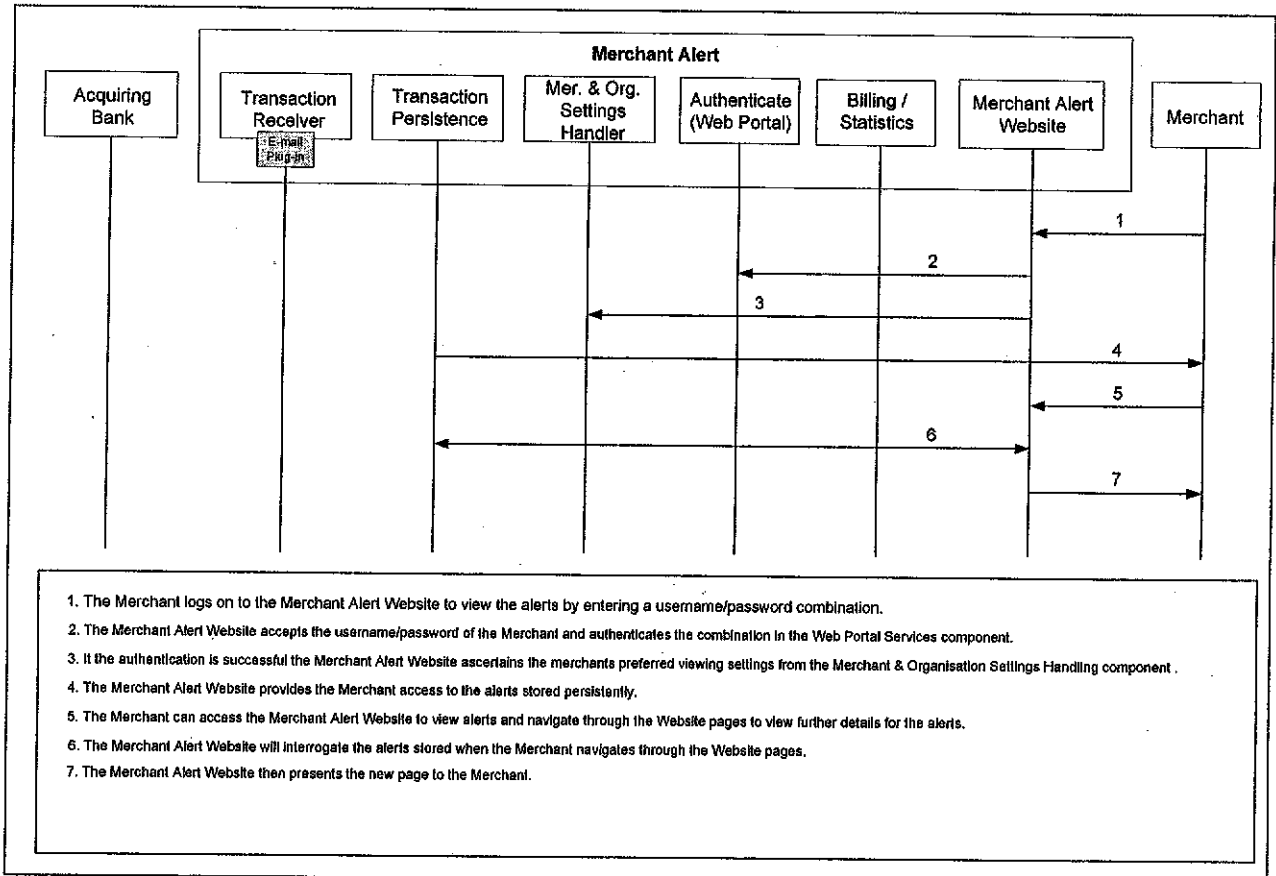 Merchant Alert
Acquiring
Bank
Transaction
Receiver
E-mail
Plug-in
Transaction
Persistence
Mer. & Org.
Settings
Handler
Authenticate
(Web Portal)
Billing /
Statistics
Merchant Alert
Website
Merchant
1
2
3
4
5
6
7
1. The Merchant logs on to the Merchant Alert Website to view the alerts by entering a username/password combination.
2. The Merchant Alert Website accepts the username/password of the Merchant and authenticates the combination in the Web Portal Services component.
3. It the authentication is successful the Merchant Alert Website ascertains the merchants preferred viewing settings from the Merchant & Organisation Settings Handling component .
4. The Merchant Alert Website provides the Merchant access to the alerts stored persistently.
5. The Merchant can access the Merchant Alert Website to view alerts and navigate through the Website pages to view further details for the alerts.
6. The Merchant Alert Website will interrogate the alerts stored when the Merchant navigates through the Website pages.
7. The Merchant Alert Website then presents the new page to the Merchant.